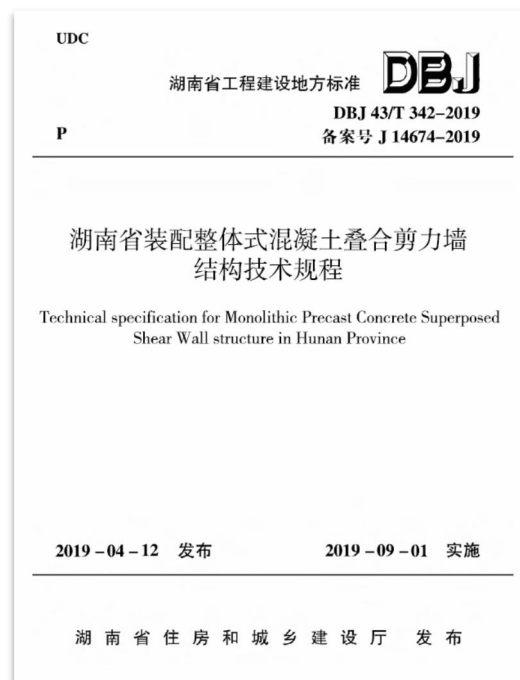 UDC
湖南省工程建设地方标准 DBJ
DBJ 43/T 342-2019
P 备案号 J 14674-2019
湖南省装配整体式混凝土叠合剪力墙
结构技术规程
Technical specification for Monolithic Precast Concrete Superposed
Shear Wall structure in Hunan Province
2019-04-12 发布 2019-09-01 实施
湖南省住房和城乡建设厅 发布